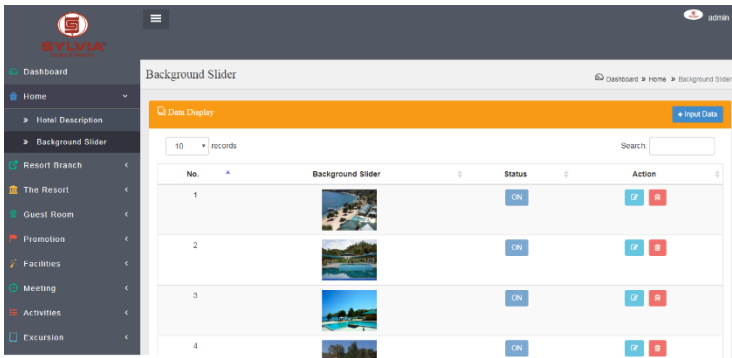 SYLVIA
admin
Dashboard
Home
» Hotel Description
» Background Slider
Resort Branch
The Resort
Guest Room
Promotion
Facilities
Meeting
Activities
Excursion
Background Slider
Dashboard » Home » Background Slider
Data Display
+ Input Data
10 records
Search:
No. Background Slider Status Action
1 ON
2 ON
3 ON
4 ON